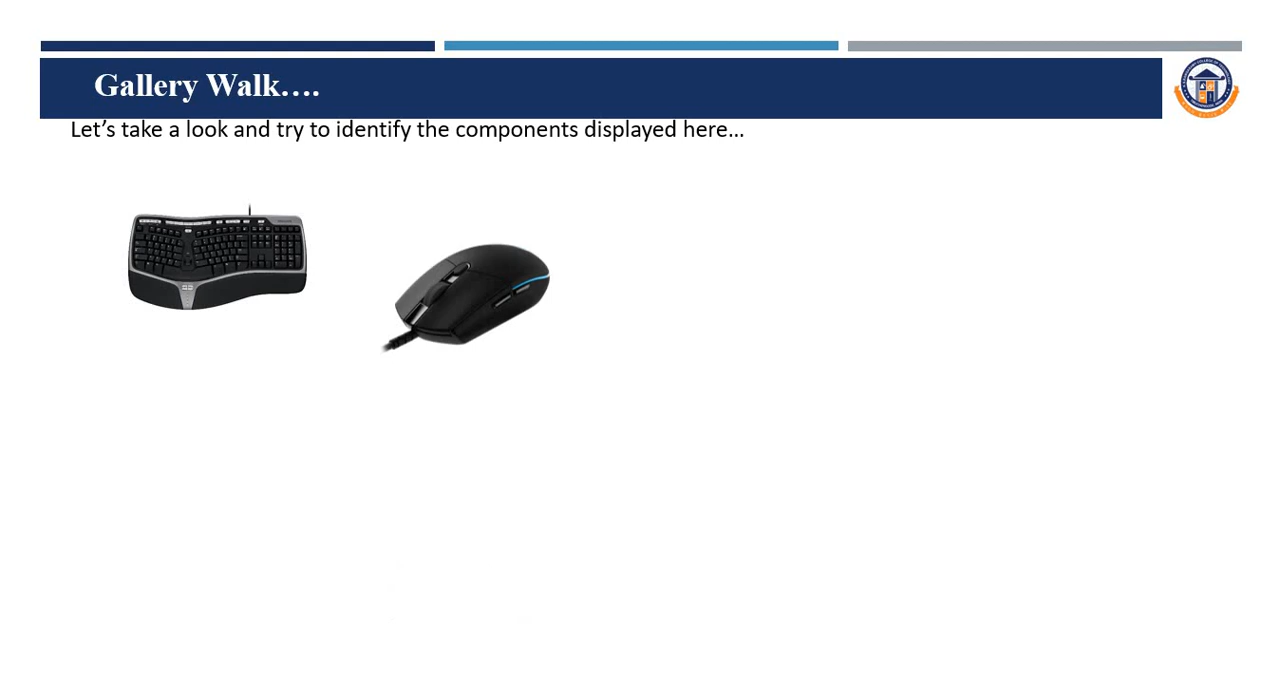 Gallery Walk….
Let’s take a look and try to identify the components displayed here…